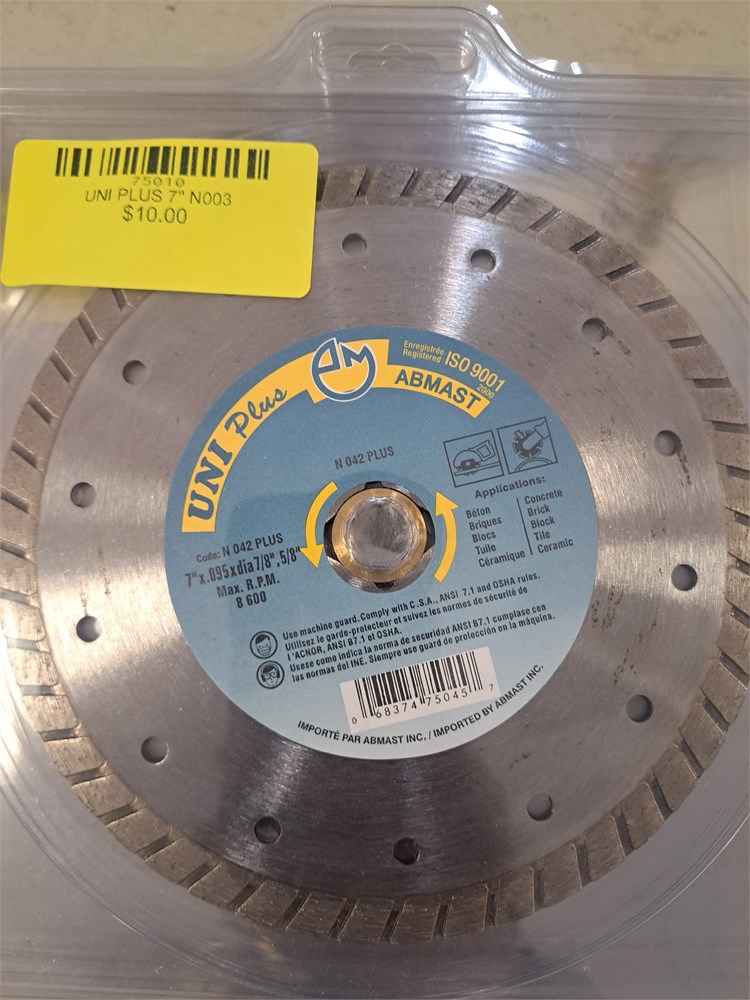 75010
UNI PLUS 7" N003
$10.00
UNI Plus
PM
ABMAST
Enregistrée
Registered
ISO 9001
2000
N 042 PLUS
Applications:
Béton
Briques
Blocs
Tuile
Céramique
Concrete
Brick
Block
Tile
Ceramic
Code: N 042 PLUS
7" x .095 x dia 7/8" , 5/8"
Max. R.P.M.
8 600
Use machine guard. Comply with C.S.A., ANSI 7.1 and OSHA rules.
Utilisez le garde-protecteur et suivez les normes de sécurité de
l'ACNOR, ANSI B7.1 et OSHA.
Usese como indica la norma de seguridad ANSI B7.1 cumplase con
las normas del INE. Siempre use guard de protección en la máquina.
0 68374 75045 7
IMPORTÉ PAR ABMAST INC. / IMPORTED BY ABMAST INC.